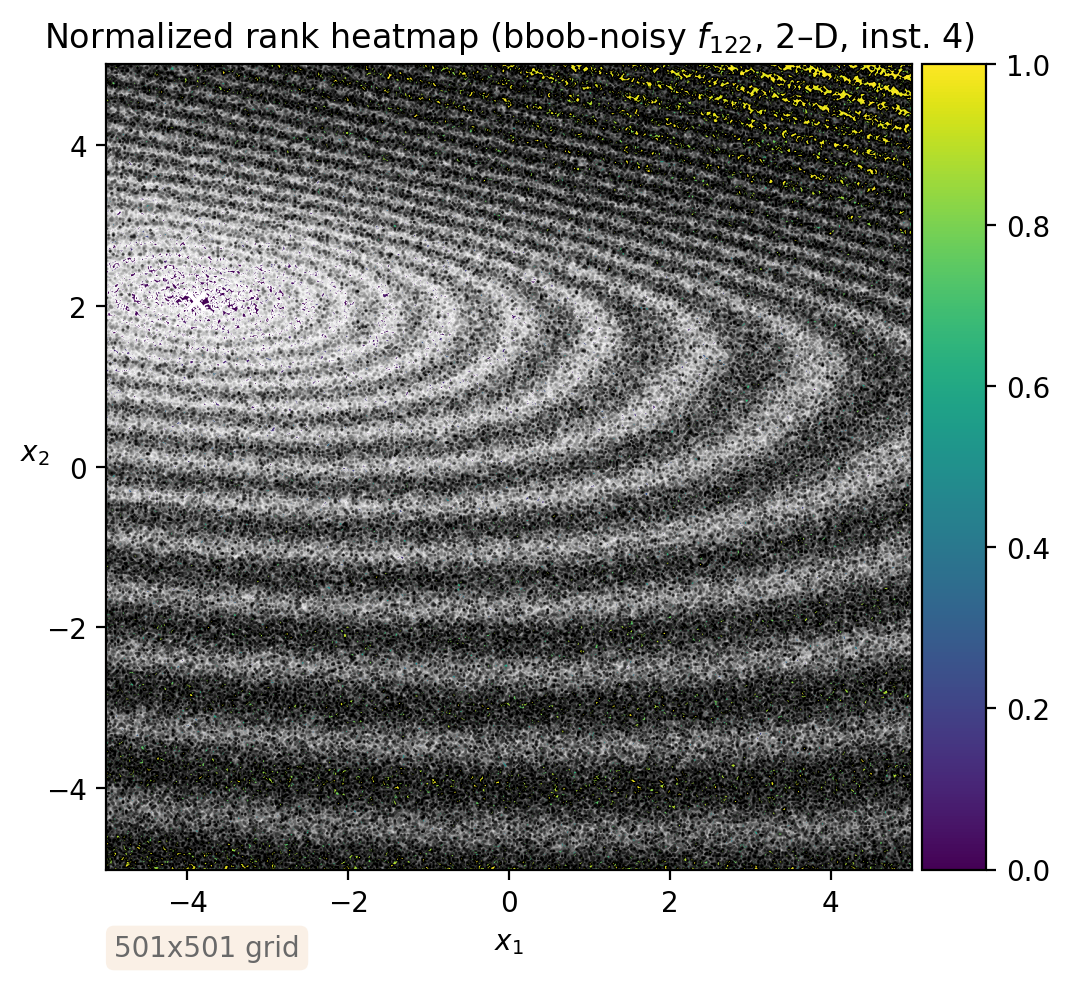 Normalized rank heatmap (bbob-noisy f₁₂₂, 2–D, inst. 4)
1.0
0.8
0.6
0.4
0.2
0.0
4
2
0
−2
−4
x₂
−4 −2 0 2 4
x₁
501x501 grid